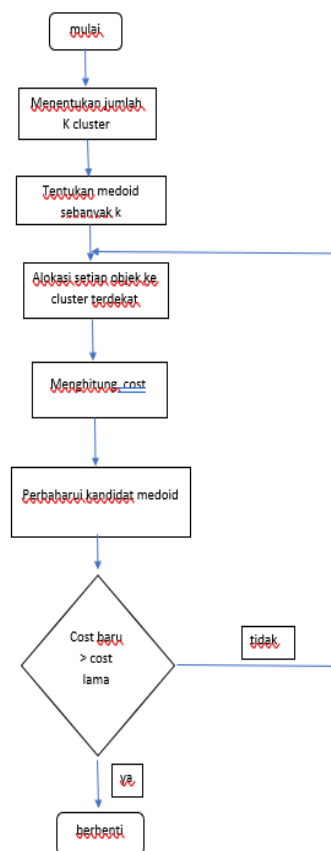 mulai
Menentukan jumlah
K cluster
Tentukan medoid
sebanyak k
Alokasi setiap objek ke
cluster terdekat
Menghitung cost
Perbaharui kandidat medoid
Cost baru
> cost
lama
tidak
ya
berhenti